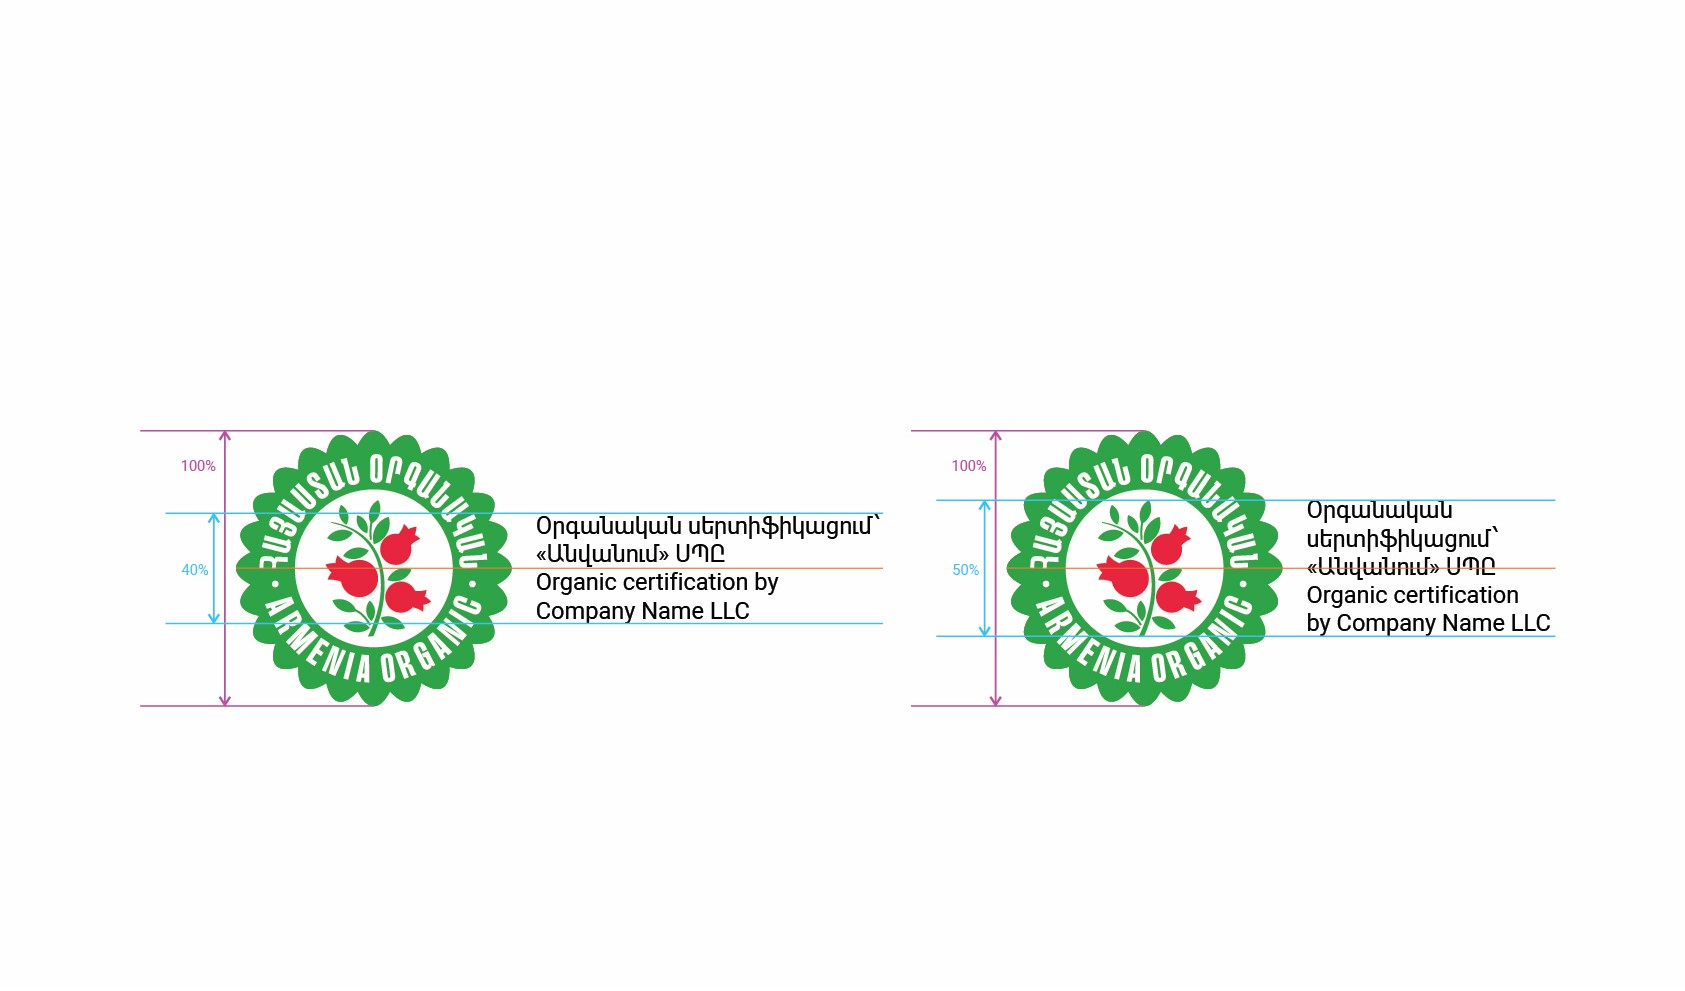 100%
40%
ՀԱՅԱՍՏԱՆ ՕՐԳԱՆԱԿԱՆ
• ARMENIA ORGANIC •
Օրգանական սերտիֆիկացում՝
«Անվանում» ՍՊԸ
Organic certification by
Company Name LLC
100%
50%
ՀԱՅԱՍՏԱՆ ՕՐԳԱՆԱԿԱՆ
• ARMENIA ORGANIC •
Օրգանական
սերտիֆիկացում՝
«Անվանում» ՍՊԸ
Organic certification
by Company Name LLC